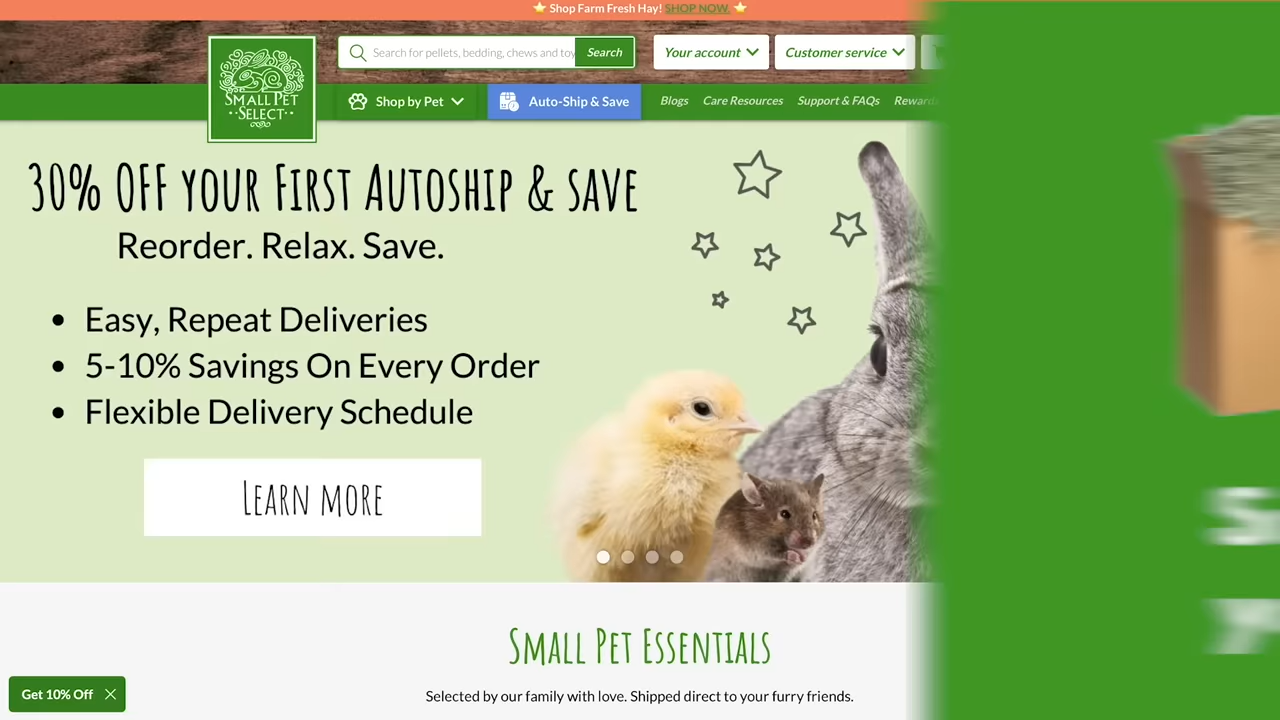 ⭐ Shop Farm Fresh Hay! SHOP NOW. ⭐
Search for pellets, bedding, chews and toy
Search
Your account
Customer service
SMALL PET
SELECT
Shop by Pet
Auto-Ship & Save
Blogs
Care Resources
Support & FAQs
30% OFF YOUR FIRST AUTOSHIP & SAVE
Reorder. Relax. Save.
• Easy, Repeat Deliveries
• 5-10% Savings On Every Order
• Flexible Delivery Schedule
LEARN MORE
SMALL PET ESSENTIALS
Selected by our family with love. Shipped direct to your furry friends.
Get 10% Off